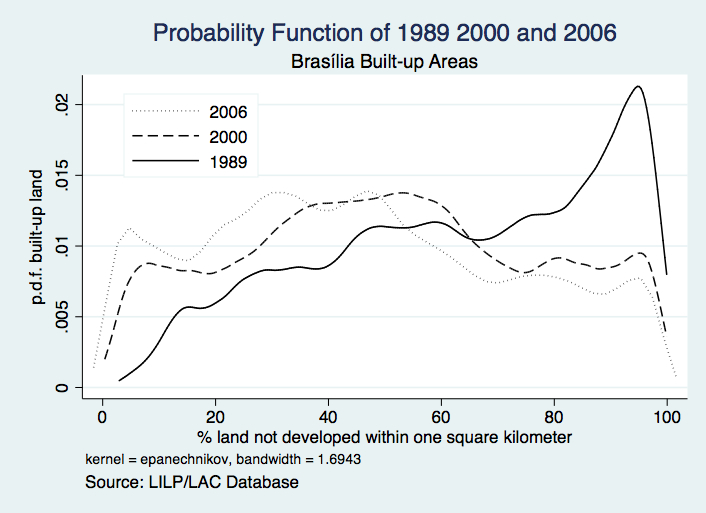 Probability Function of 1989 2000 and 2006
Brasília Built-up Areas
p.d.f. built-up land
.02
.015
.01
.005
0
2006
2000
1989
0 20 40 60 80 100
% land not developed within one square kilometer
kernel = epanechnikov, bandwidth = 1.6943
Source: LILP/LAC Database